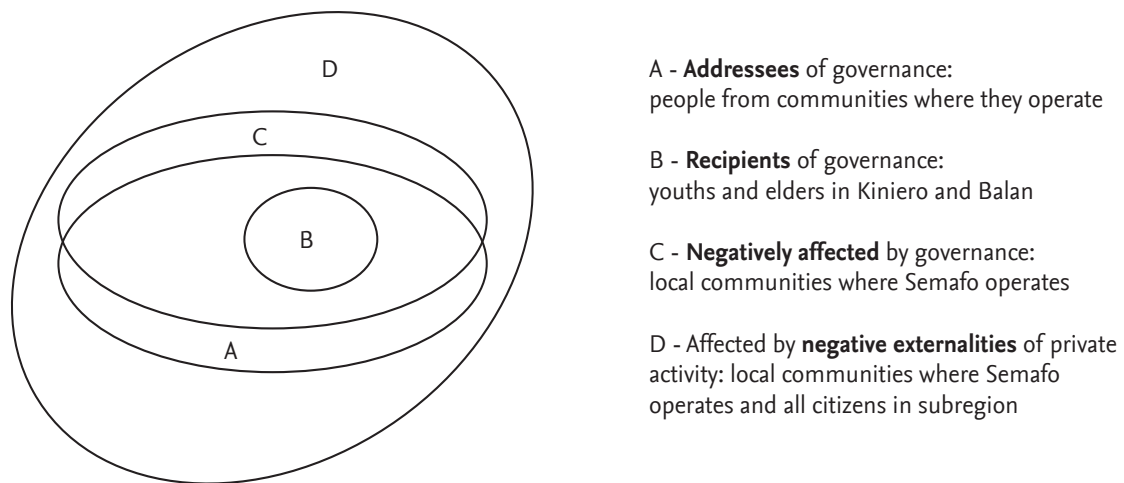 D
C
B
A
A - Addressees of governance:
people from communities where they operate
B - Recipients of governance:
youths and elders in Kiniero and Balan
C - Negatively affected by governance:
local communities where Semafo operates
D - Affected by negative externalities of private
activity: local communities where Semafo
operates and all citizens in subregion